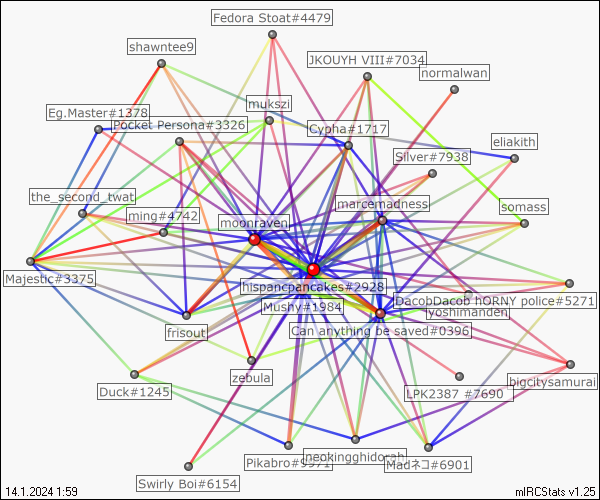 Fedora Stoat#4479
shawntee9
JKOUYH VIII#7034
normalwan
mukszi
Eg.Master#1378
Pocket Persona#3326
Cypha#1717
eliakith
Silver#7938
the_second_twat
marcemadness
somass
ming#4742
moonraven
Majestic#3375
hispancpancakes#2928
DacobDacob hORNY police#5271
Mushy#1984
yoshimanden
frisout
Can anything be saved#0396
zebula
bigcitysamurai
Duck#1245
LPK2387 #7690
neokingghidorah
Pikabro#9971
Madネコ#6901
Swirly Boi#6154
14.1.2024 1:59
mIRCStats v1.25